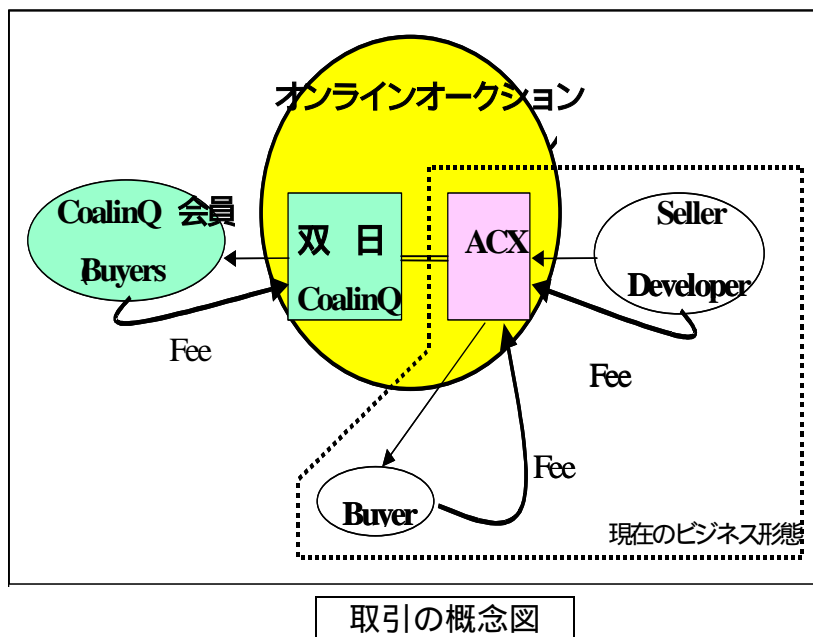 オンラインオークション
CoalinQ 会員
(Buyers
双 日
CoalinQ
ACX
Seller
Developer
Fee
Fee
Fee
Buyer
現在のビジネス形態
取引の概念図